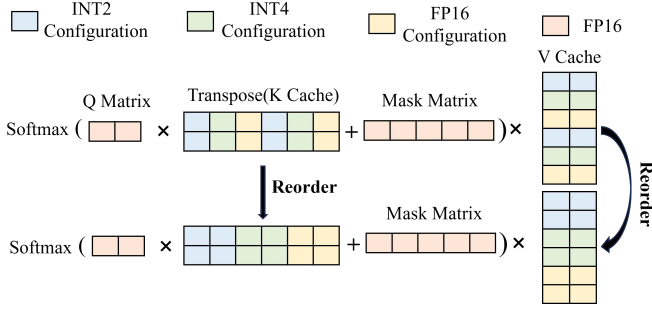 INT2
Configuration
INT4
Configuration
FP16
Configuration
FP16
V Cache
Q Matrix
Transpose(K Cache)
Mask Matrix
Softmax ( × + ) ×
Reorder
Reorder
Mask Matrix
Softmax ( × + ) ×